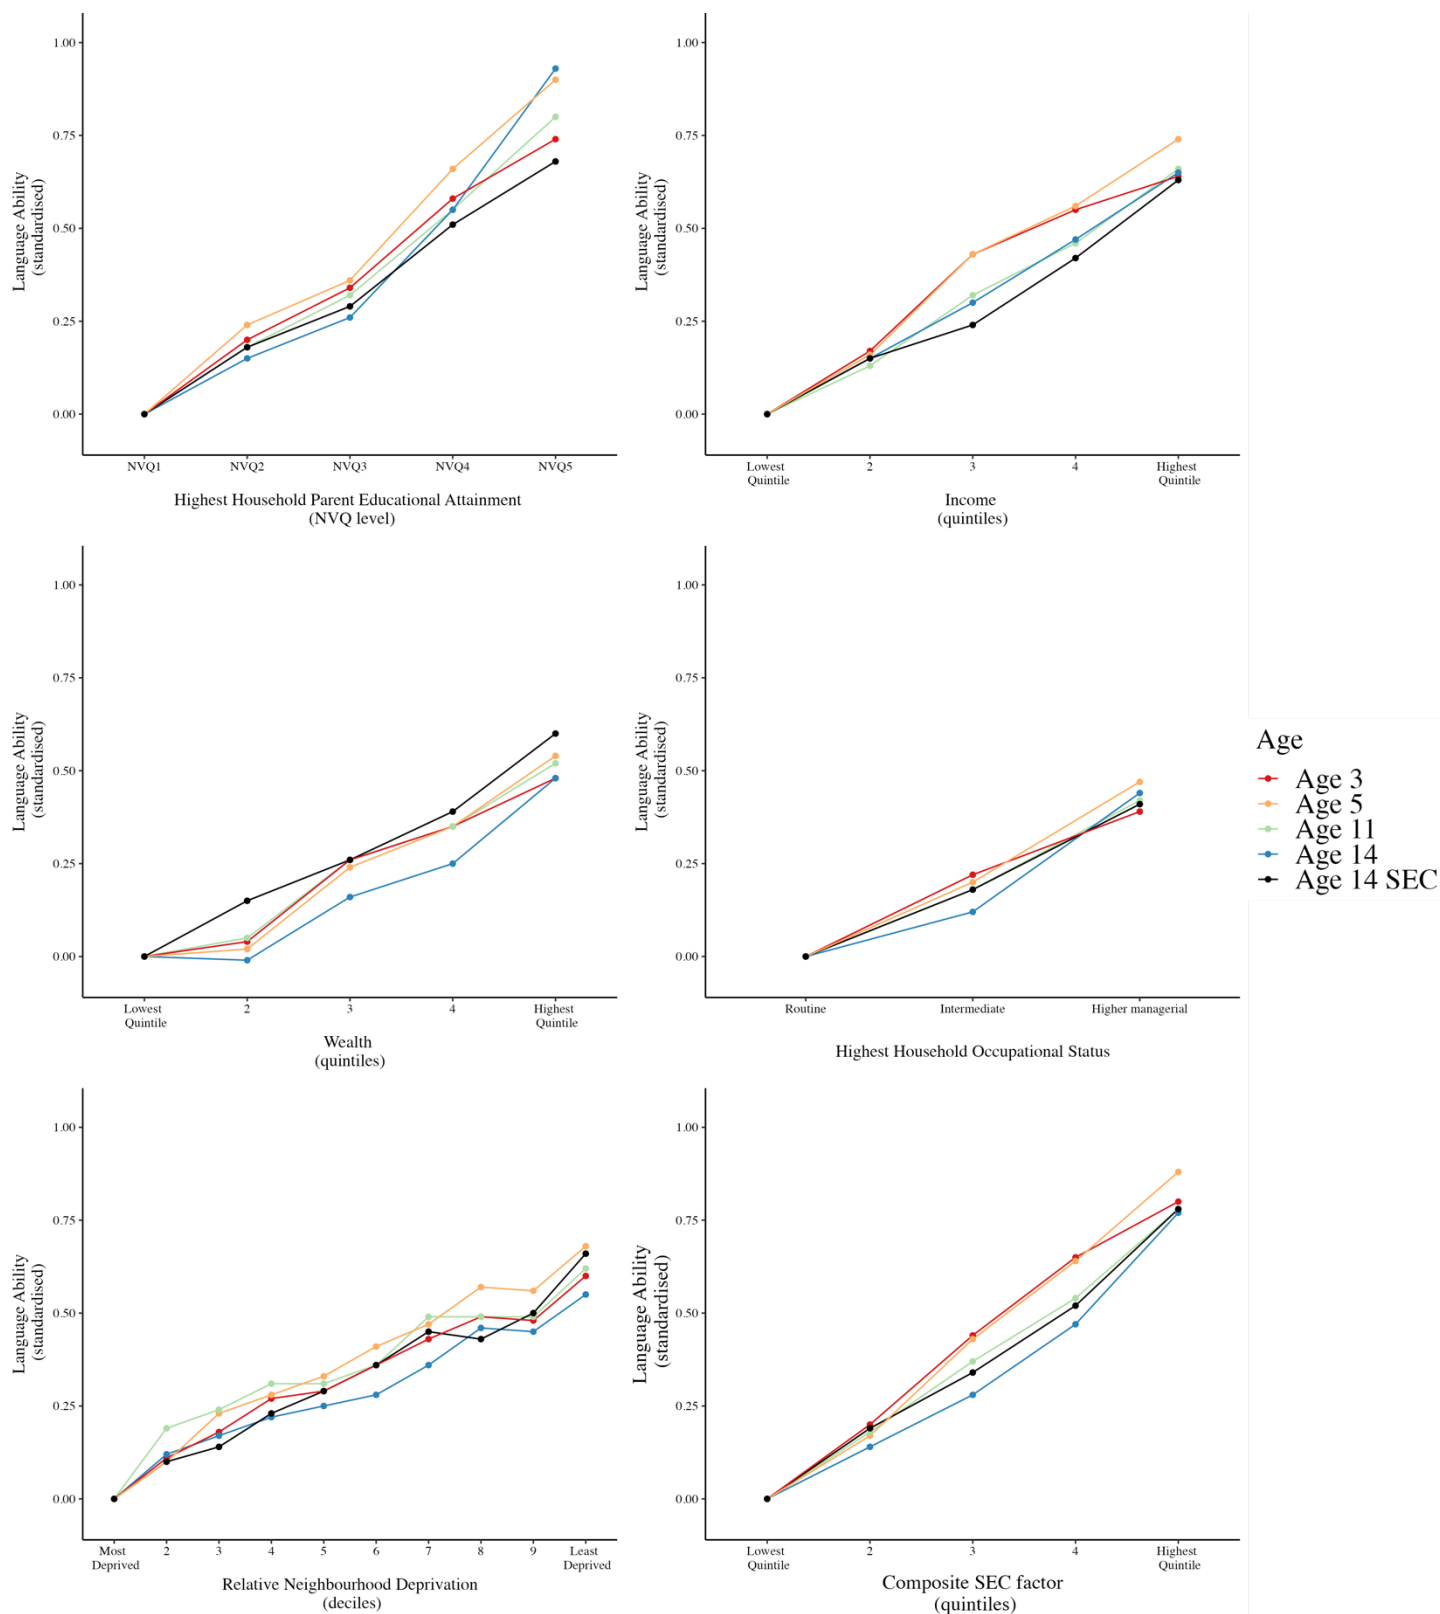 1.00
0.75
0.50
0.25
0.00
Language Ability
(standardised)
NVQ1 NVQ2 NVQ3 NVQ4 NVQ5
Highest Household Parent Educational Attainment
(NVQ level)
1.00
0.75
0.50
0.25
0.00
Language Ability
(standardised)
Lowest 2 3 4 Highest
Quintile Quintile
Income
(quintiles)
1.00
0.75
0.50
0.25
0.00
Language Ability
(standardised)
Lowest 2 3 4 Highest
Quintile Quintile
Wealth
(quintiles)
1.00
0.75
0.50
0.25
0.00
Language Ability
(standardised)
Routine Intermediate Higher managerial
Highest Household Occupational Status
Age
Age 3
Age 5
Age 11
Age 14
Age 14 SEC
1.00
0.75
0.50
0.25
0.00
Language Ability
(standardised)
Most 2 3 4 5 6 7 8 9 Least
Deprived Deprived
Relative Neighbourhood Deprivation
(deciles)
1.00
0.75
0.50
0.25
0.00
Language Ability
(standardised)
Lowest 2 3 4 Highest
Quintile Quintile
Composite SEC factor
(quintiles)